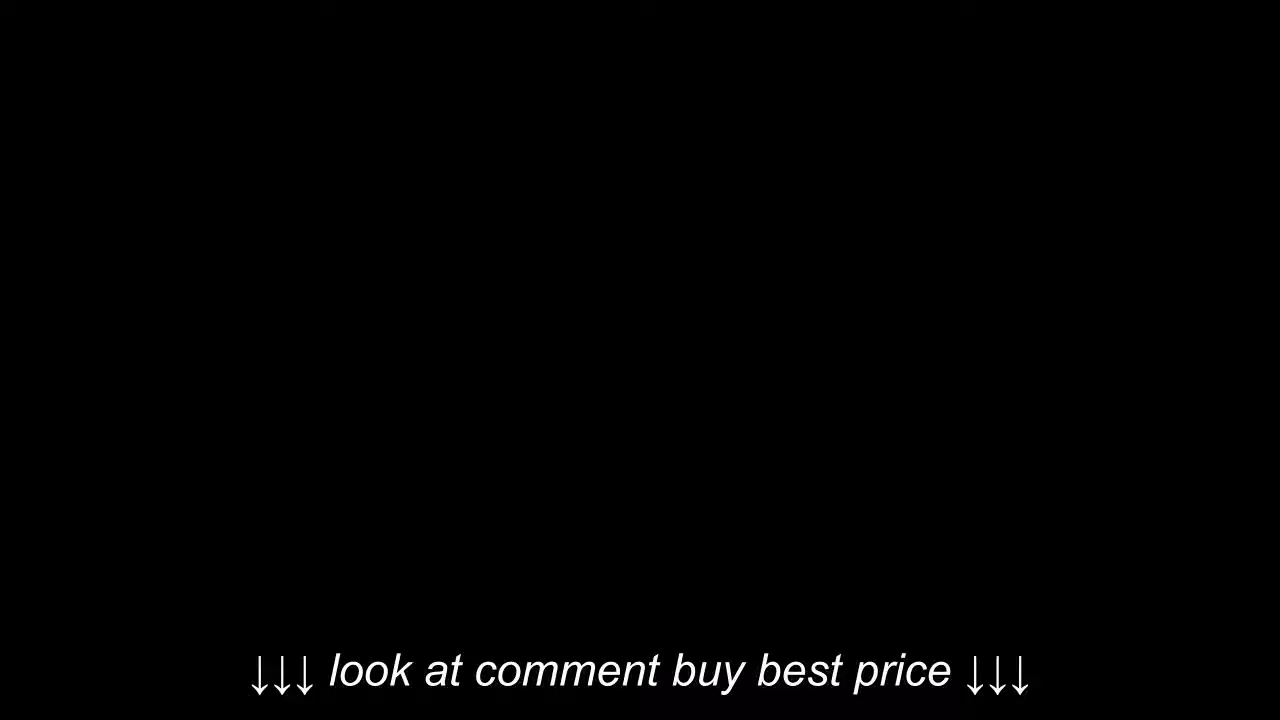 ↓↓↓ look at comment buy best price ↓↓↓